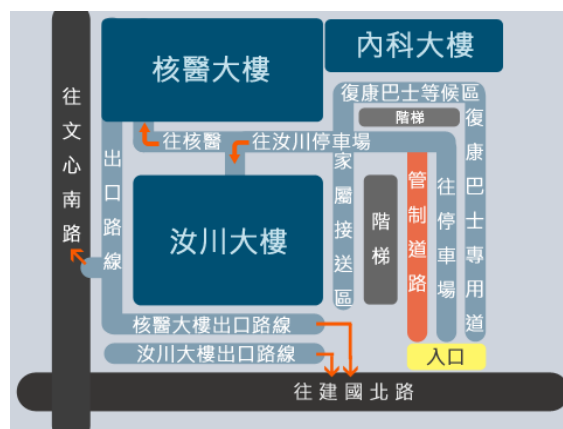 核醫大樓
內科大樓
復康巴士等候區
階梯
往文心南路
出口路線
往核醫
往汝川停車場
家屬接送區
階梯
管制道路
往停車場
復康巴士專用道
汝川大樓
核醫大樓出口路線
汝川大樓出口路線
入口
往建國北路